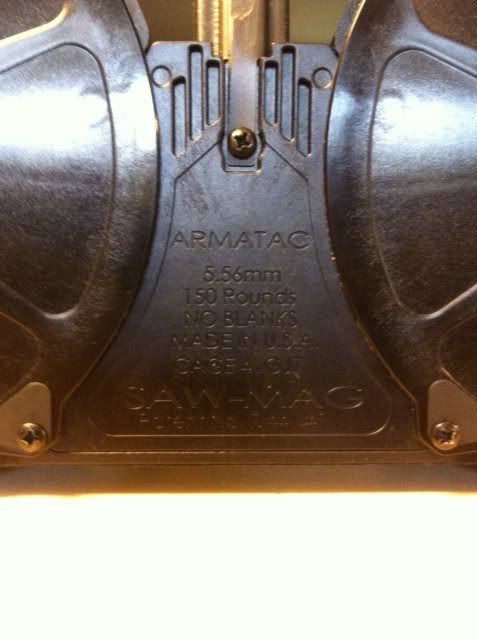 ARMATAC
5.56mm
150 Rounds
NO BLANKS
MADE IN U.S.A.
CAGE
SAW-MAG